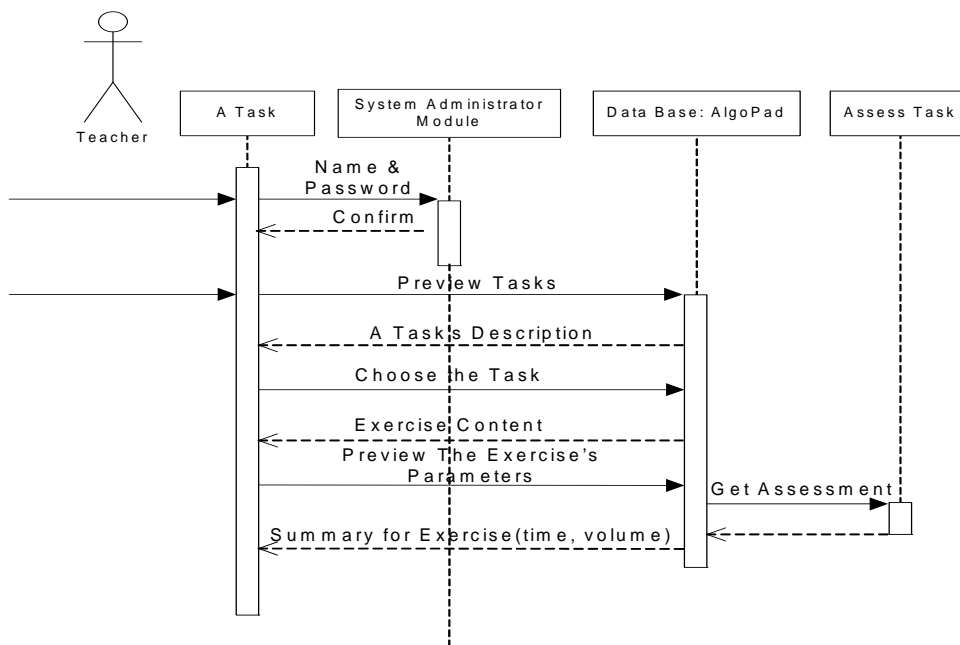 Teacher
A Task
System Administrator
Module
Data Base: AlgoPad
Assess Task
Name &
Password
Confirm
Preview Tasks
A Task's Description
Choose the Task
Exercise Content
Preview The Exercise's
Parameters
Get Assessment
Summary for Exercise(time, volume)